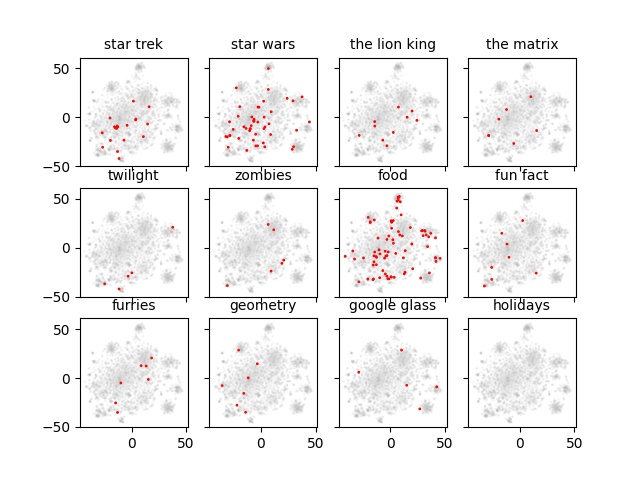 star trek star wars the lion king the matrix
50
0
−50
twilight zombies food fun fact
50
0
−50
furries geometry google glass holidays
50
0
−50
0 50 0 50 0 50 0 50